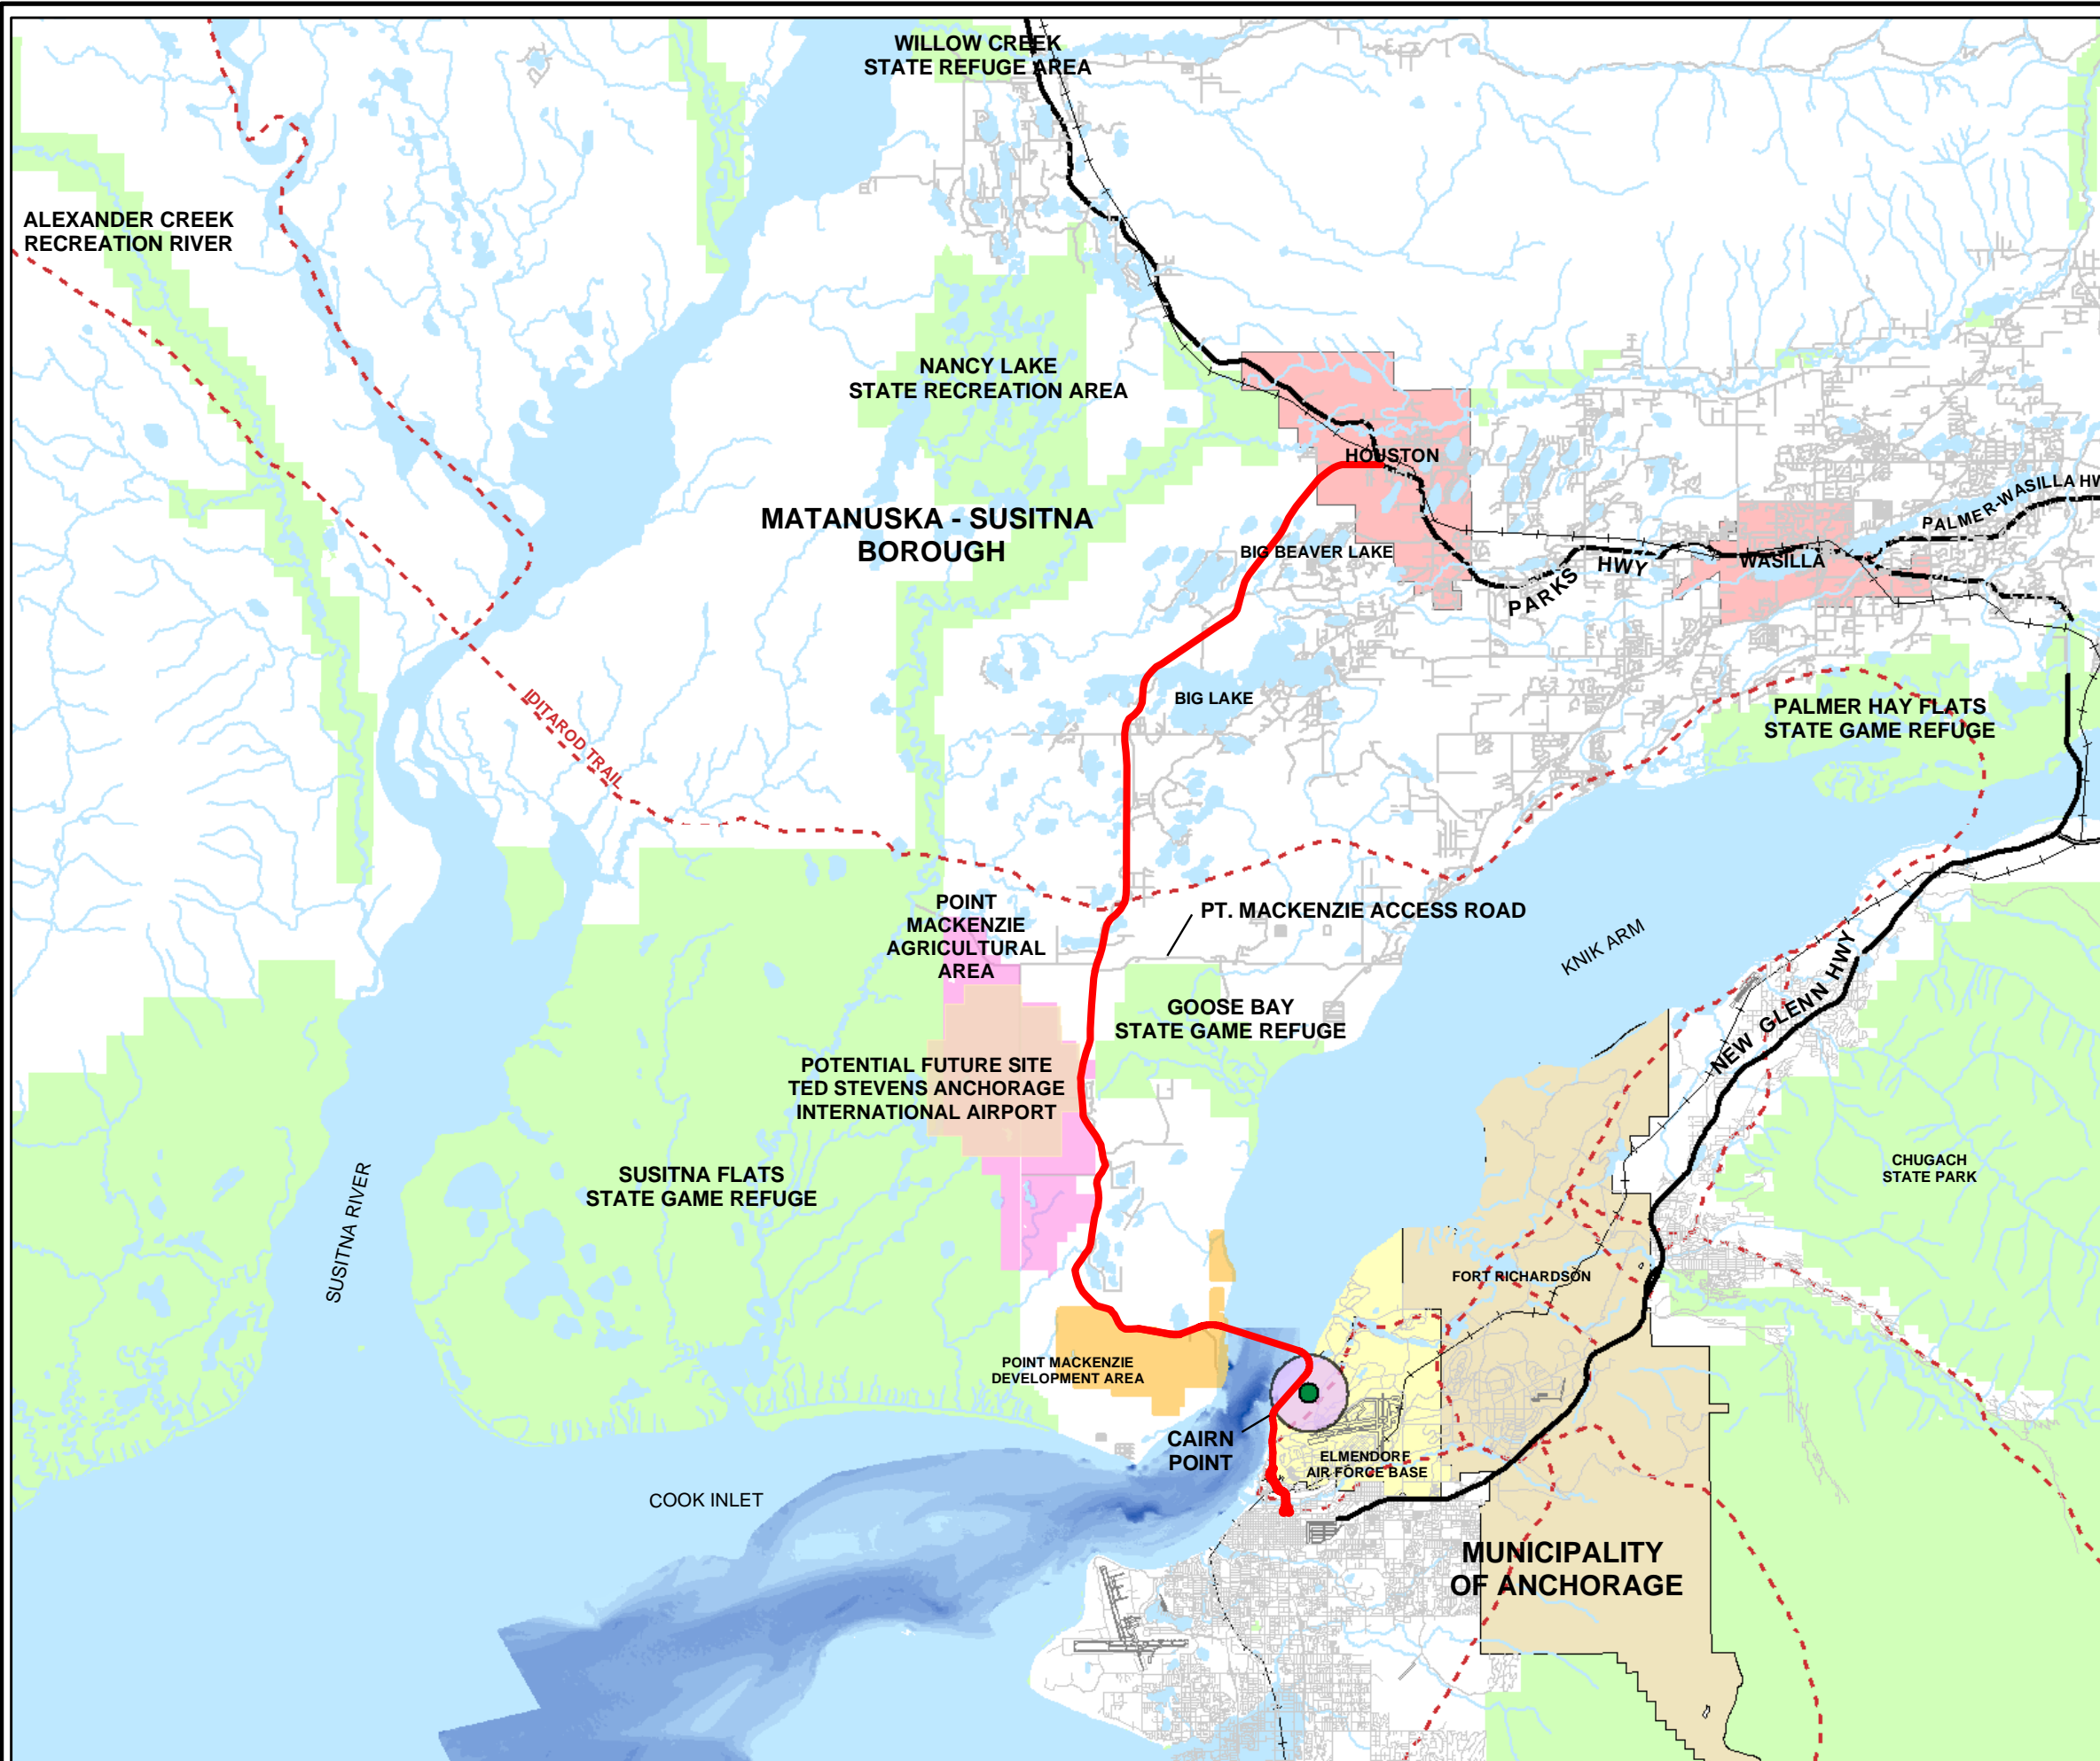 WILLOW CREEK
STATE REFUGE AREA
ALEXANDER CREEK
RECREATION RIVER
NANCY LAKE
STATE RECREATION AREA
HOUSTON
PALMER-WASILLA HW
MATANUSKA - SUSITNA
BOROUGH
BIG BEAVER LAKE
PARKS HWY
WASILLA
BIG LAKE
IDITAROD TRAIL
PALMER HAY FLATS
STATE GAME REFUGE
POINT
MACKENZIE
AGRICULTURAL
AREA
PT. MACKENZIE ACCESS ROAD
KNIK ARM
GOOSE BAY
STATE GAME REFUGE
NEW GLENN HWY
POTENTIAL FUTURE SITE
TED STEVENS ANCHORAGE
INTERNATIONAL AIRPORT
SUSITNA FLATS
STATE GAME REFUGE
CHUGACH
STATE PARK
SUSITNA RIVER
FORT RICHARDSON
POINT MACKENZIE
DEVELOPMENT AREA
CAIRN
POINT
ELMENDORF
AIR FORCE BASE
COOK INLET
MUNICIPALITY
OF ANCHORAGE